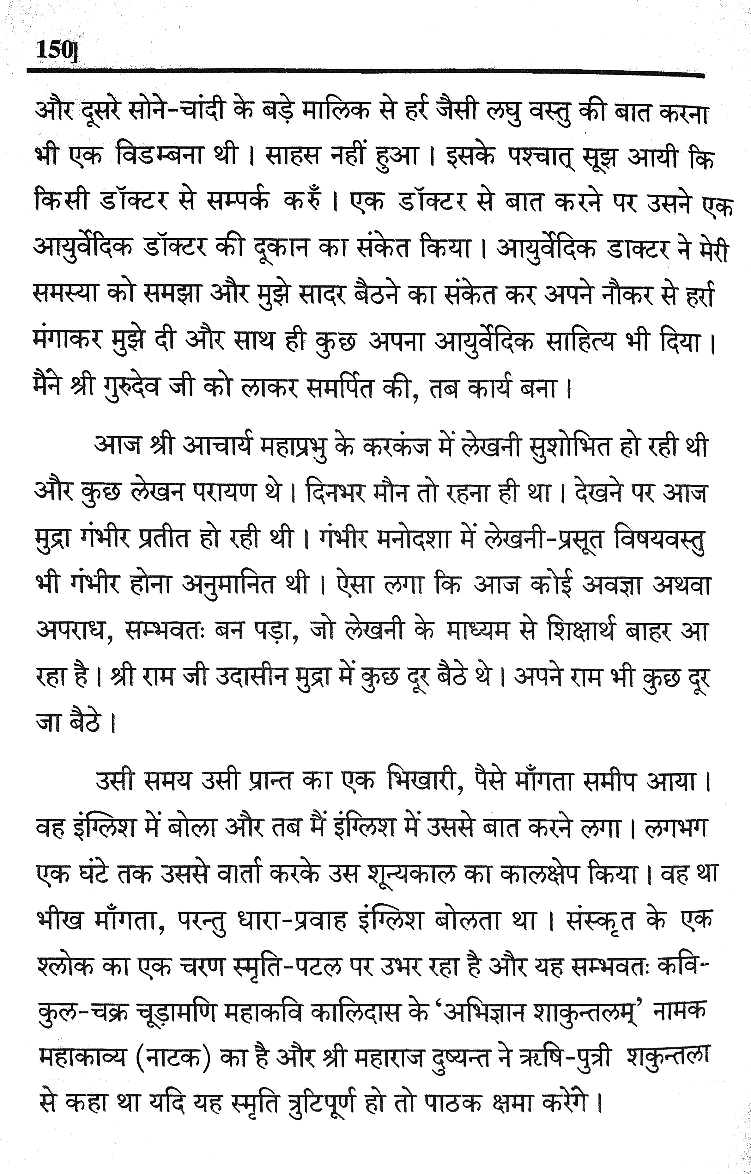 150]
और दूसरे सोने-चांदी के बड़े मालिक से हर्र जैसी लघु वस्तु की बात करना
भी एक विडम्बना थी । साहस नहीं हुआ । इसके पश्चात् सूझ आयी कि
किसी डॉक्टर से सम्पर्क करुँ । एक डॉक्टर से बात करने पर उसने एक
आयुर्वेदिक डॉक्टर की दूकान का संकेत किया । आयुर्वेदिक डाक्टर ने मेरी
समस्या को समझा और मुझे सादर बैठने का संकेत कर अपने नौकर से हर्रा
मंगाकर मुझे दी और साथ ही कुछ अपना आयुर्वेदिक साहित्य भी दिया ।
मैंने श्री गुरुदेव जी को लाकर समर्पित की, तब कार्य बना ।
आज श्री आचार्य महाप्रभु के करकंज में लेखनी सुशोभित हो रही थी
और कुछ लेखन परायण थे । दिनभर मौन तो रहना ही था । देखने पर आज
मुद्रा गंभीर प्रतीत हो रही थी । गंभीर मनोदशा में लेखनी-प्रसूत विषयवस्तु
भी गंभीर होना अनुमानित थी । ऐसा लगा कि आज कोई अवज्ञा अथवा
अपराध, सम्भवतः बन पड़ा, जो लेखनी के माध्यम से शिक्षार्थ बाहर आ
रहा है । श्री राम जी उदासीन मुद्रा में कुछ दूर बैठे थे । अपने राम भी कुछ दूर
जा बैठे ।
उसी समय उसी प्रान्त का एक भिखारी, पैसे माँगता समीप आया ।
वह इंग्लिश में बोला और तब मैं इंग्लिश में उससे बात करने लगा । लगभग
एक घंटे तक उससे वार्ता करके उस शून्यकाल का कालक्षेप किया । वह था
भीख माँगता, परन्तु धारा-प्रवाह इंग्लिश बोलता था । संस्कृत के एक
श्लोक का एक चरण स्मृति-पटल पर उभर रहा है और यह सम्भवतः कवि-
कुल-चक्र चूड़ामणि महाकवि कालिदास के ‘अभिज्ञान शाकुन्तलम्’ नामक
महाकाव्य (नाटक) का है और श्री महाराज दुष्यन्त ने ऋषि-पुत्री शकुन्तला
से कहा था यदि यह स्मृति त्रुटिपूर्ण हो तो पाठक क्षमा करेंगे ।